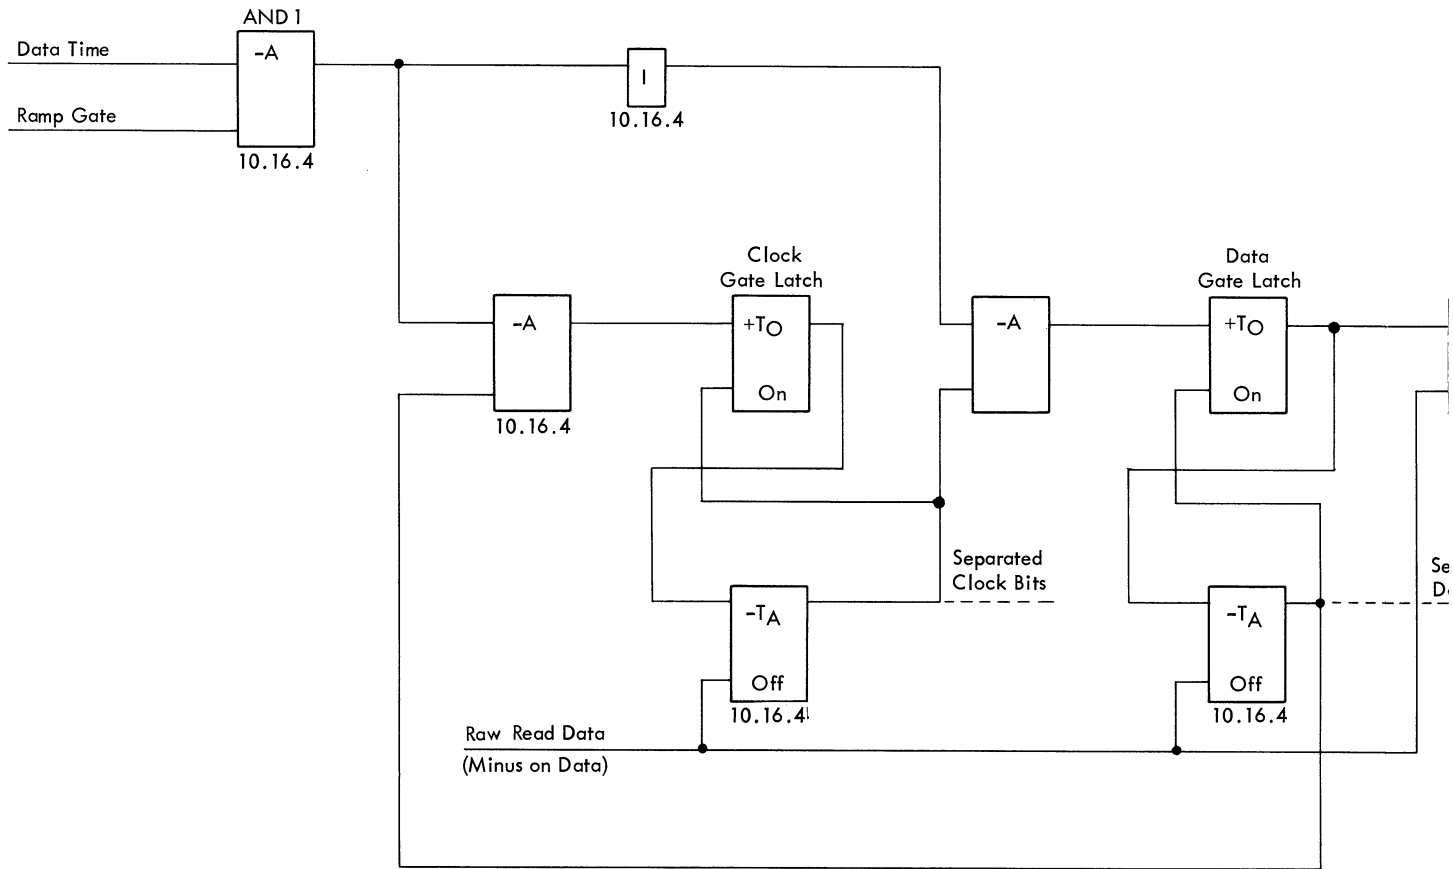 AND 1
Data Time
-A
Ramp Gate
10.16.4
I
10.16.4
Clock
Gate Latch
Data
Gate Latch
-A
+TO
On
10.16.4
-A
+TO
On
Separated
Clock Bits
Se
-TA
Off
10.16.4
-TA
Off
10.16.4
Raw Read Data
(Minus on Data)